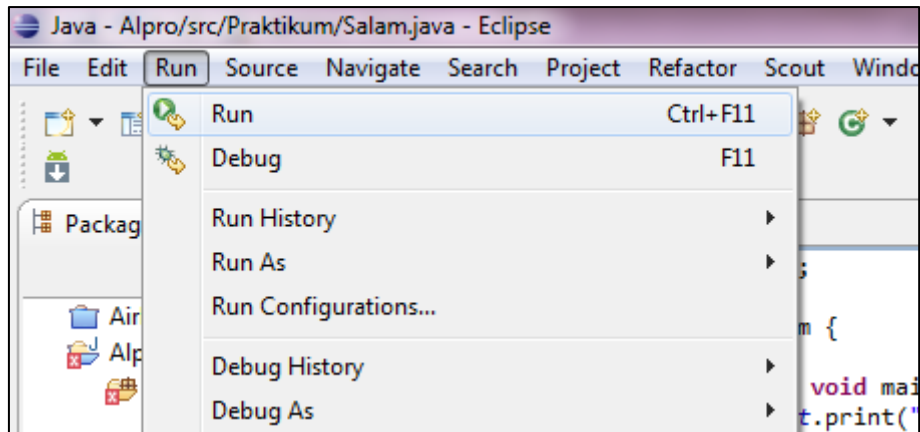 Java - Alpro/src/Praktikum/Salam.java - Eclipse
File Edit Run Source Navigate Search Project Refactor Scout Windo
Run Ctrl+F11
Debug F11
Packag
Run History
Run As ;
Air
Run Configurations...
m {
Alp
Debug History
void mai
Debug As
t.print("